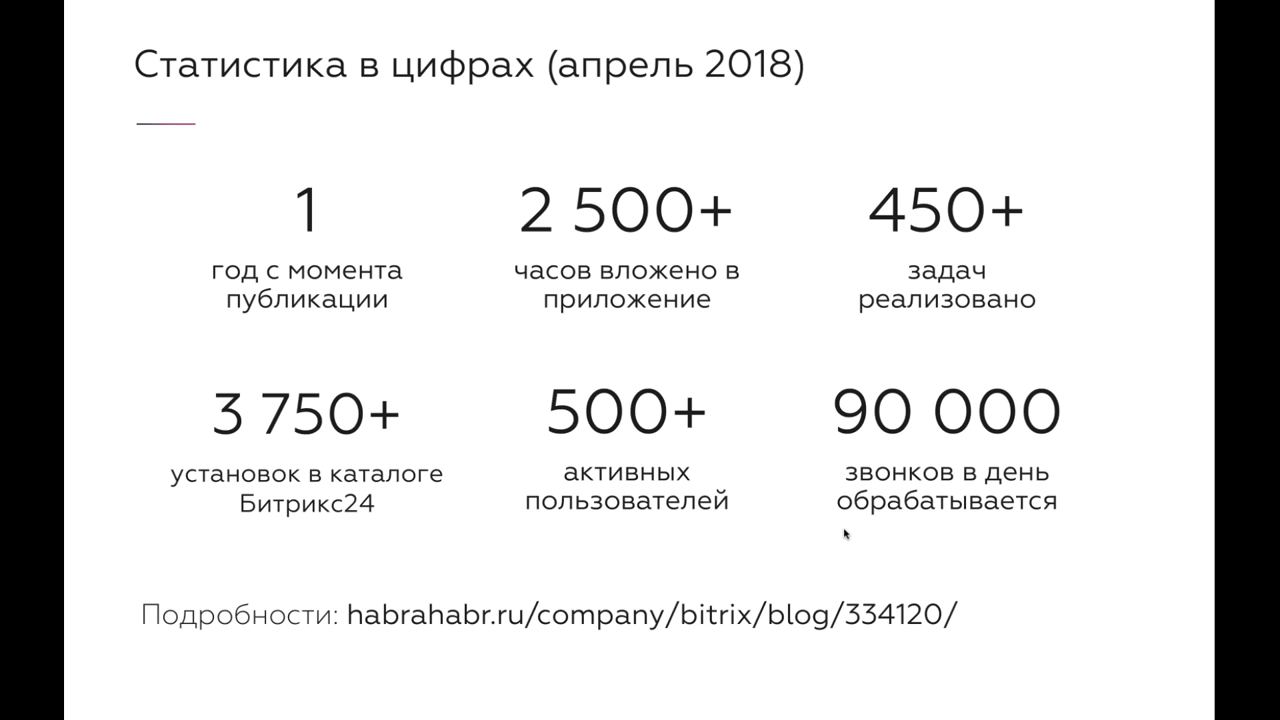 Статистика в цифрах (апрель 2018)
1
год с момента
публикации
2 500+
часов вложено в
приложение
450+
задач
реализовано
3 750+
установок в каталоге
Битрикс24
500+
активных
пользователей
90 000
звонков в день
обрабатывается
Подробности: habrahabr.ru/company/bitrix/blog/334120/